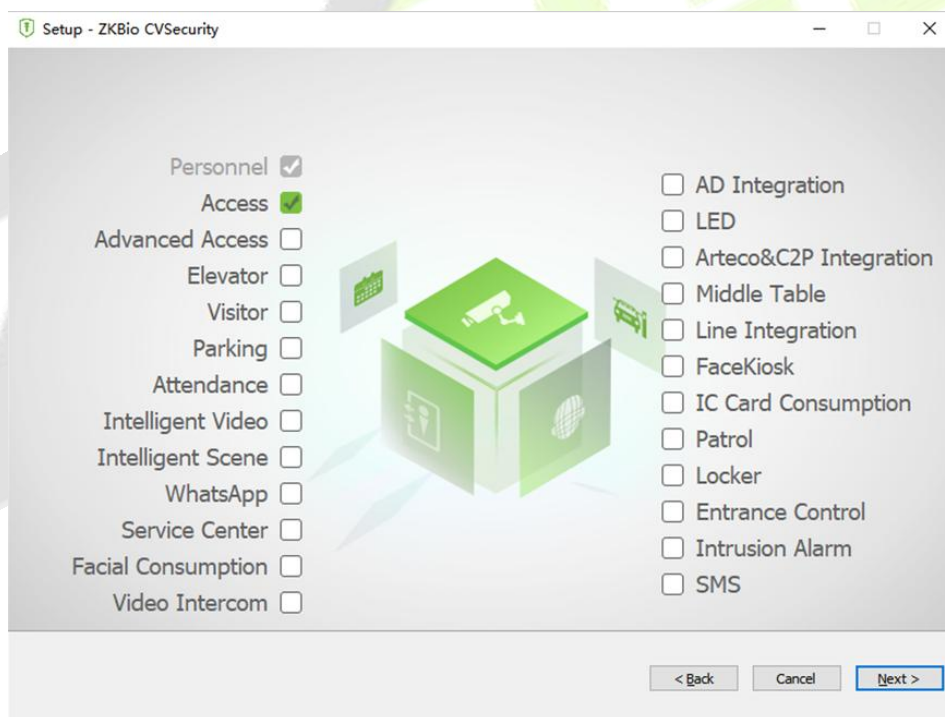 Setup - ZKBio CVSecurity
Personnel
Access
Advanced Access
Elevator
Visitor
Parking
Attendance
Intelligent Video
Intelligent Scene
WhatsApp
Service Center
Facial Consumption
Video Intercom
AD Integration
LED
Arteco&C2P Integration
Middle Table
Line Integration
FaceKiosk
IC Card Consumption
Patrol
Locker
Entrance Control
Intrusion Alarm
SMS
< Back
Cancel
Next >